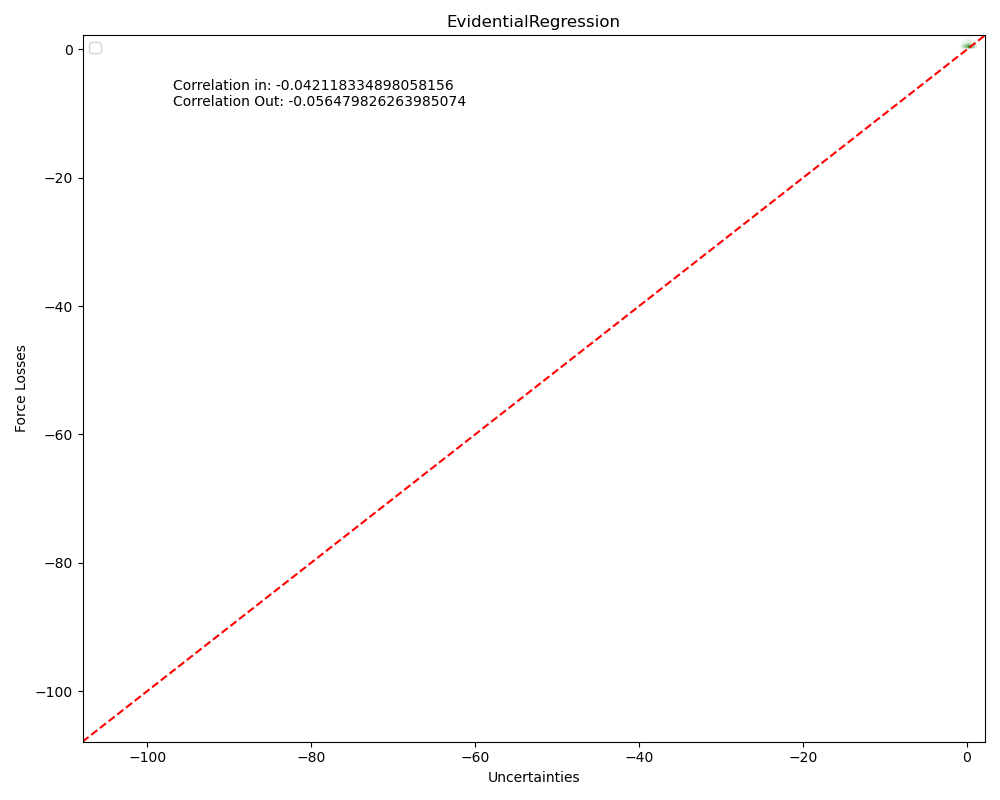 EvidentialRegression
Correlation in: -0.042118334898058156
Correlation Out: -0.056479826263985074
Force Losses
0
−20
−40
−60
−80
−100
−100
−80
−60
−40
−20
0
Uncertainties